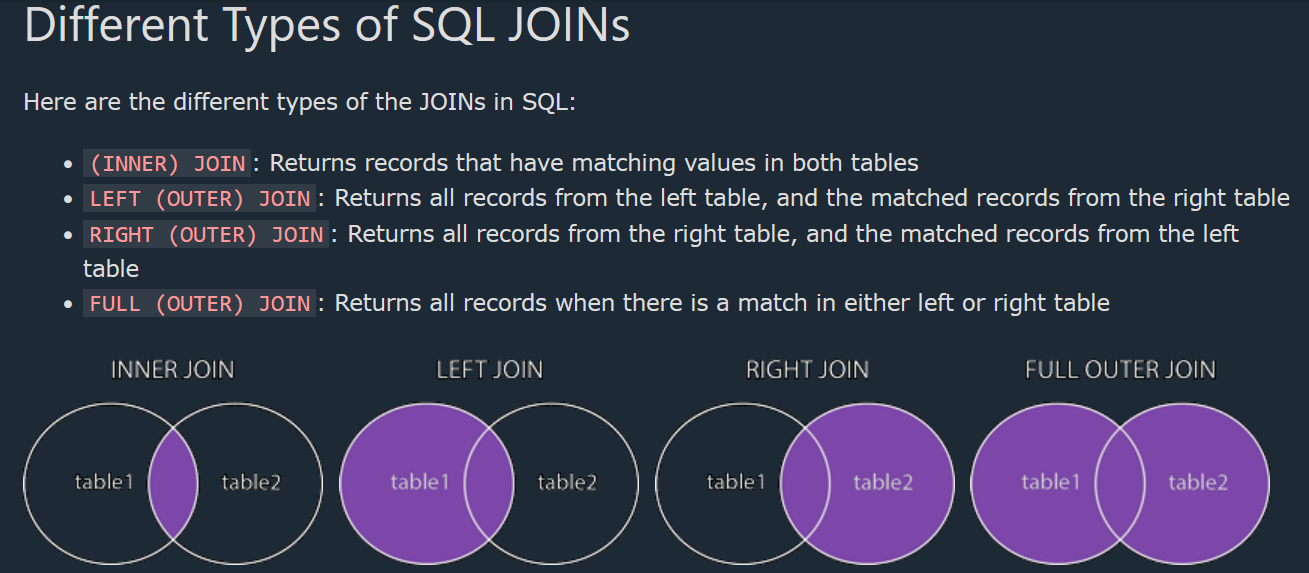 Different Types of SQL JOINs
Here are the different types of the JOINs in SQL:
• (INNER) JOIN: Returns records that have matching values in both tables
• LEFT (OUTER) JOIN: Returns all records from the left table, and the matched records from the right table
• RIGHT (OUTER) JOIN: Returns all records from the right table, and the matched records from the left
table
• FULL (OUTER) JOIN: Returns all records when there is a match in either left or right table
INNER JOIN LEFT JOIN RIGHT JOIN FULL OUTER JOIN
table1 table2 table1 table2 table1 table2 table1 table2